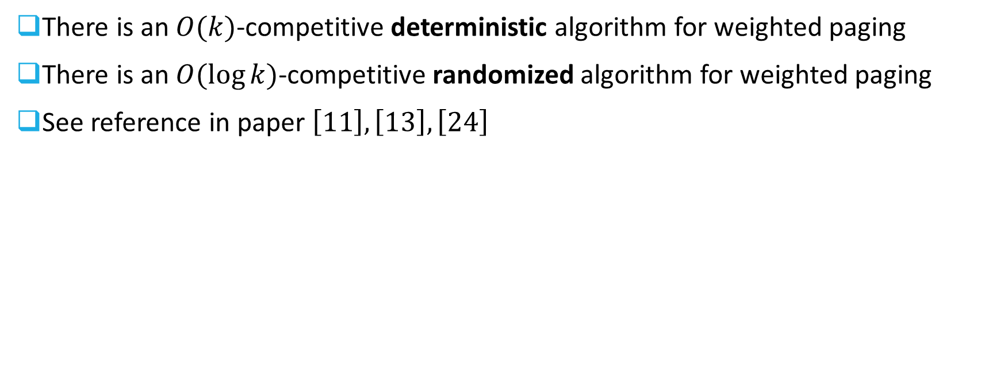 ❑There is an 𝑂(𝑘)-competitive deterministic algorithm for weighted paging
❑There is an 𝑂(log 𝑘)-competitive randomized algorithm for weighted paging
❑See reference in paper [11], [13], [24]